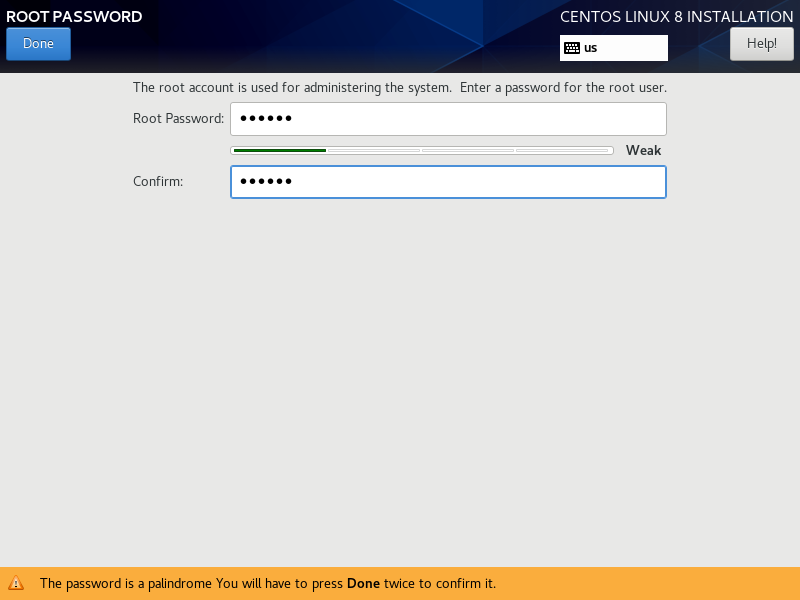 ROOT PASSWORD
CENTOS LINUX 8 INSTALLATION
Done
us
Help!
The root account is used for administering the system.  Enter a password for the root user.
Root Password: ••••••
Weak
Confirm: ••••••
The password is a palindrome You will have to press Done twice to confirm it.